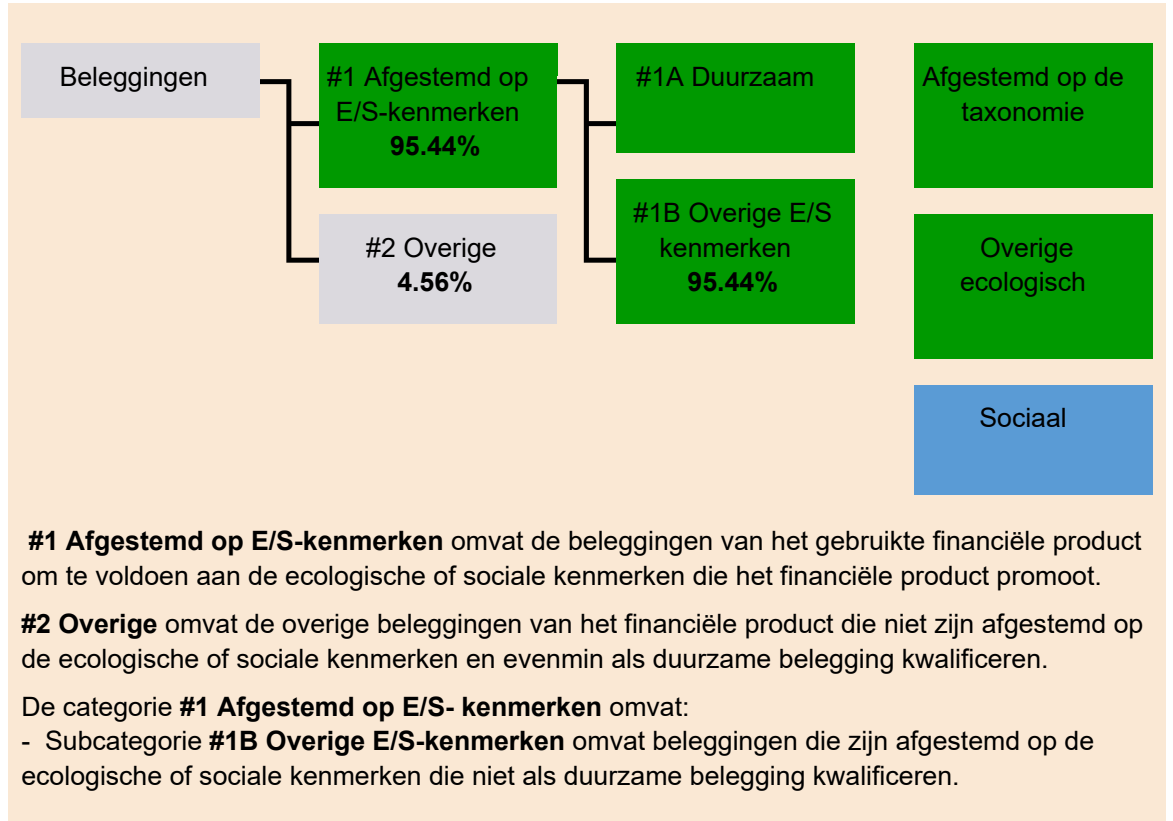 Beleggingen
#1 Afgestemd op
E/S-kenmerken
95.44%
#2 Overige
4.56%
#1A Duurzaam
#1B Overige E/S
kenmerken
95.44%
Afgestemd op de
taxonomie
Overige
ecologisch
Sociaal
#1 Afgestemd op E/S-kenmerken omvat de beleggingen van het gebruikte financiële product
om te voldoen aan de ecologische of sociale kenmerken die het financiële product promoot.
#2 Overige omvat de overige beleggingen van het financiële product die niet zijn afgestemd op
de ecologische of sociale kenmerken en evenmin als duurzame belegging kwalificeren.
De categorie #1 Afgestemd op E/S- kenmerken omvat:
- Subcategorie #1B Overige E/S-kenmerken omvat beleggingen die zijn afgestemd op de
ecologische of sociale kenmerken die niet als duurzame belegging kwalificeren.